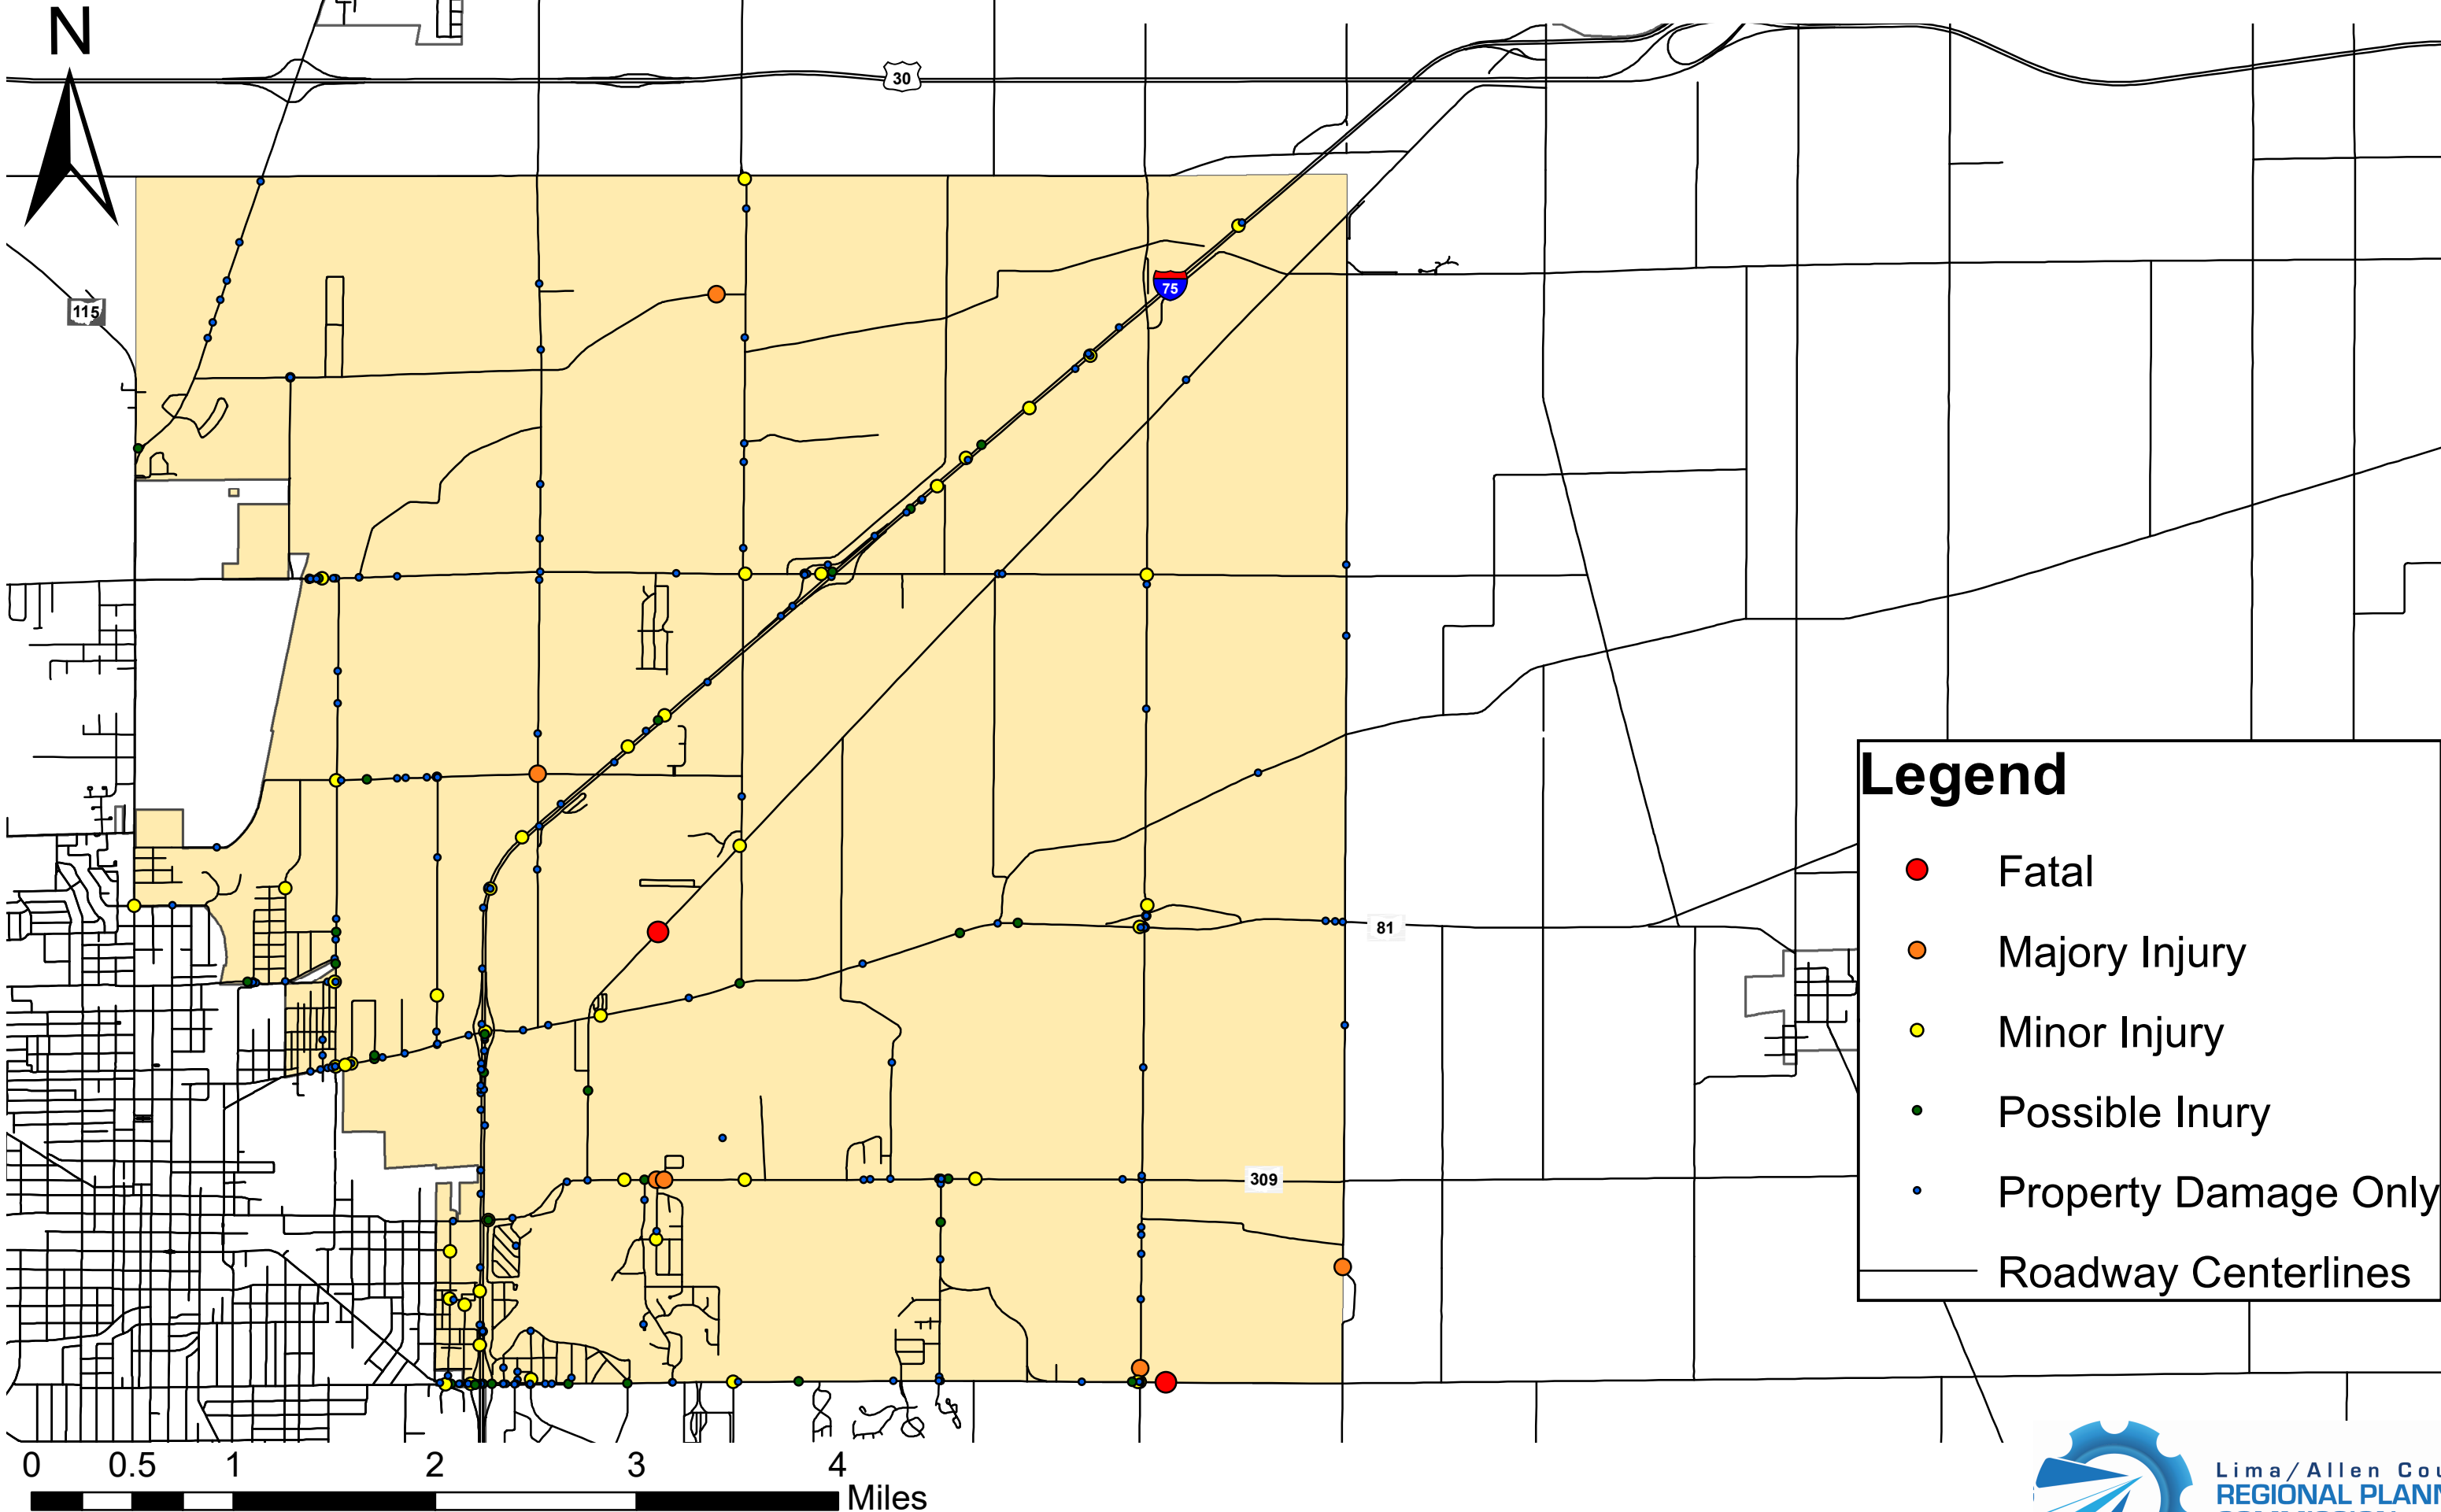 N
30
115
75
81
309
Legend
Fatal
Majory Injury
Minor Injury
Possible Inury
Property Damage Only
Roadway Centerlines
0 0.5 1 2 3 4
Miles
Lima/Allen Cou
REGIONAL PLANN